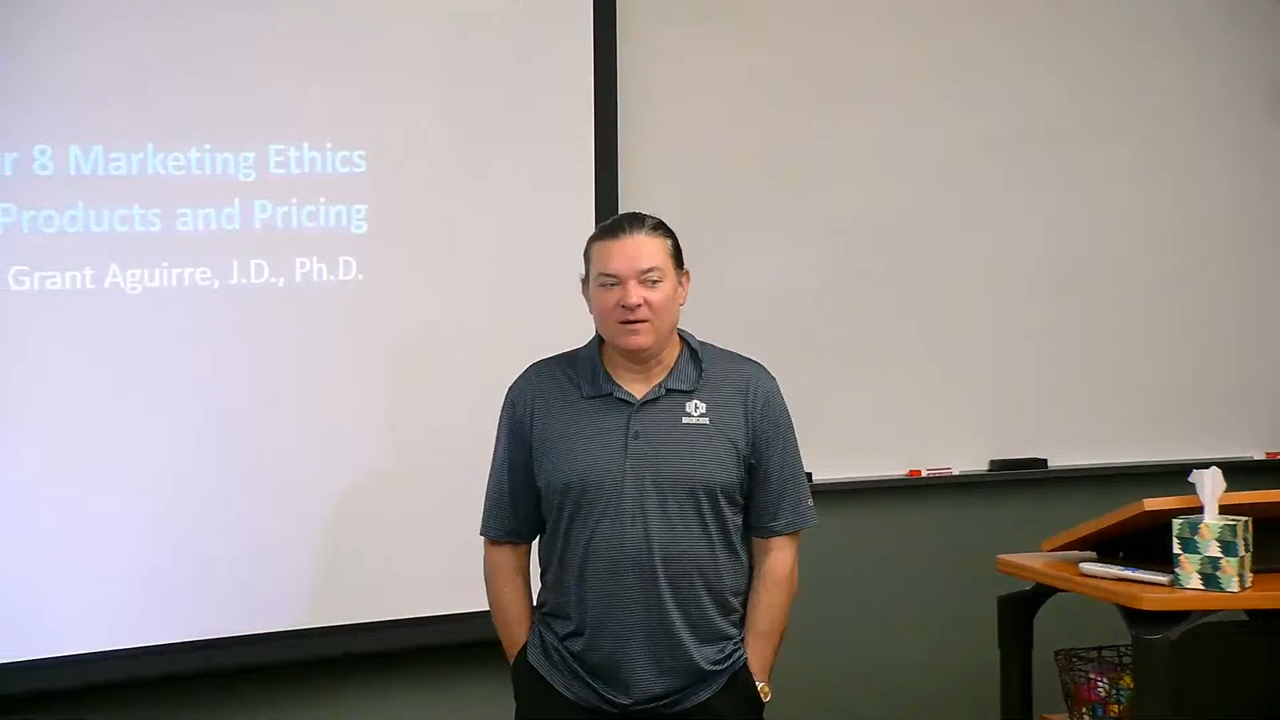 r 8 Marketing Ethics
Products and Pricing
Grant Aguirre, J.D., Ph.D.